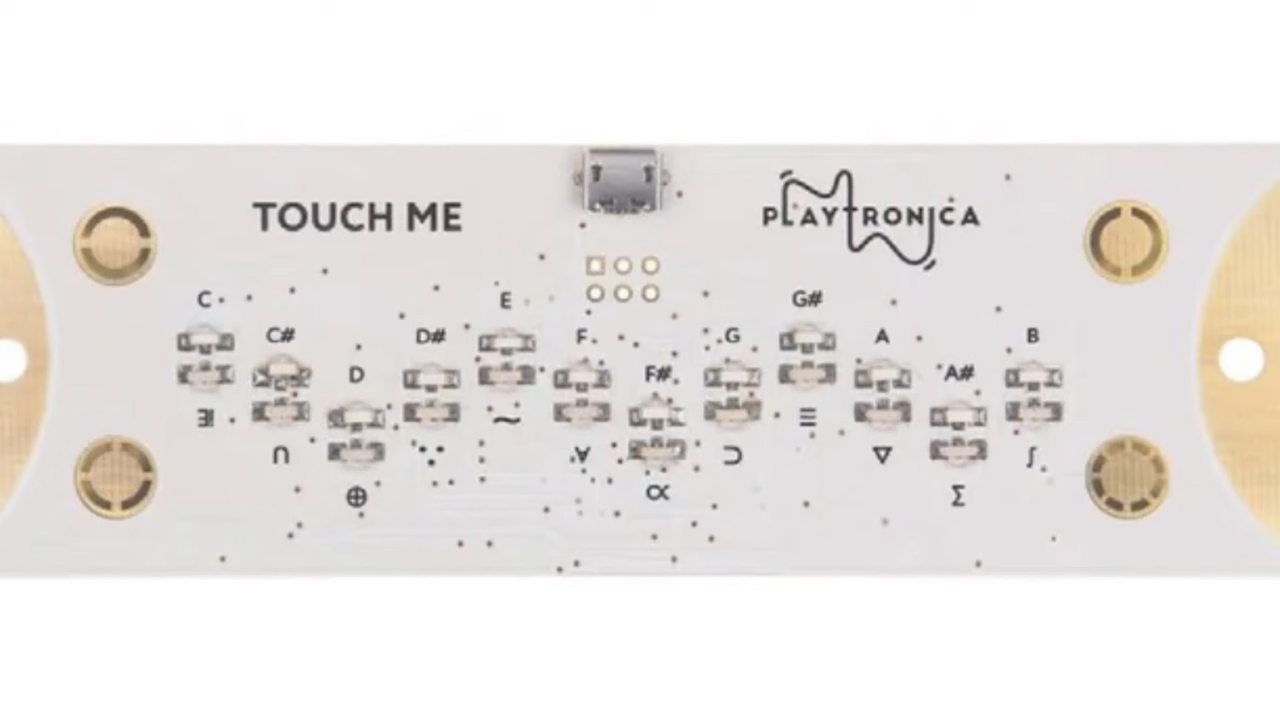 TOUCH ME
PLAYTRONICA
C C# D D# E F F# G G# A A# B
∃ ∪ ⊕ ∵ ∼ ∀ ∝ ⊃ ≡ ∇ Σ ∫